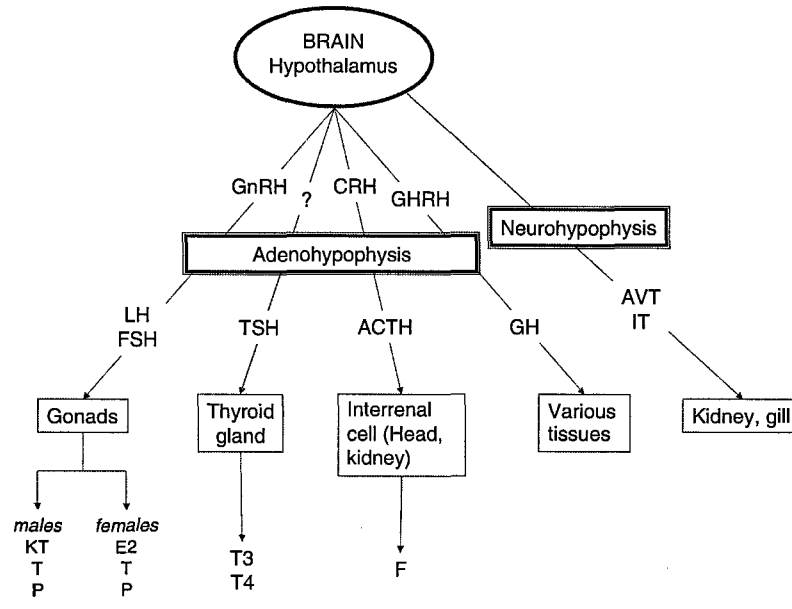 BRAIN
Hypothalamus
GnRH
?
CRH
GHRH
Adenohypophysis
Neurohypophysis
LH
FSH
TSH
ACTH
GH
AVT
IT
Gonads
Thyroid
gland
Interrenal
cell (Head,
kidney)
Various
tissues
Kidney, gill
males
KT
T
P
females
E2
T
P
T3
T4
F